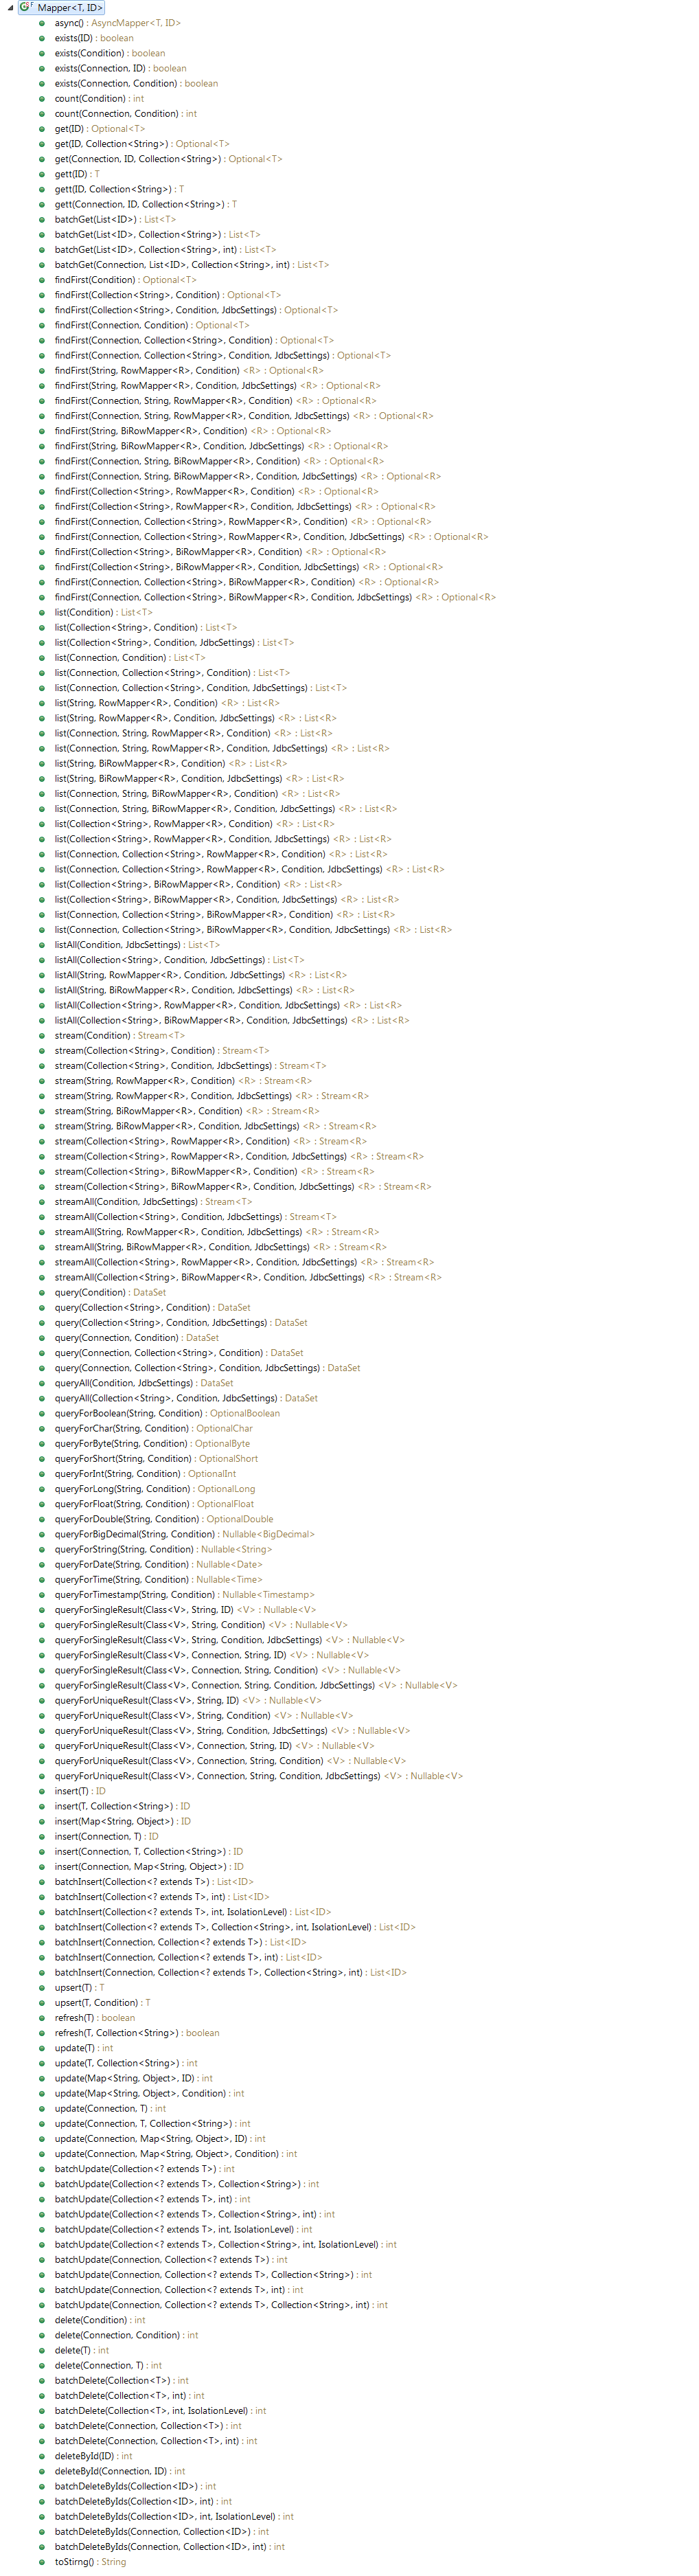 Mapper<T, ID>
async() : AsyncMapper<T, ID>
exists(ID) : boolean
exists(Condition) : boolean
exists(Connection, ID) : boolean
exists(Connection, Condition) : boolean
count(Condition) : int
count(Connection, Condition) : int
get(ID) : Optional<T>
get(ID, Collection<String>) : Optional<T>
get(Connection, ID, Collection<String>) : Optional<T>
gett(ID) : T
gett(ID, Collection<String>) : T
gett(Connection, ID, Collection<String>) : T
batchGet(List<ID>) : List<T>
batchGet(List<ID>, Collection<String>) : List<T>
batchGet(List<ID>, Collection<String>, int) : List<T>
batchGet(Connection, List<ID>, Collection<String>, int) : List<T>
findFirst(Condition) : Optional<T>
findFirst(Collection<String>, Condition) : Optional<T>
findFirst(Collection<String>, Condition, JdbcSettings) : Optional<T>
findFirst(Connection, Condition) : Optional<T>
findFirst(Connection, Collection<String>, Condition) : Optional<T>
findFirst(Connection, Collection<String>, Condition, JdbcSettings) : Optional<T>
findFirst(String, RowMapper<R>, Condition) <R> : Optional<R>
findFirst(String, RowMapper<R>, Condition, JdbcSettings) <R> : Optional<R>
findFirst(Connection, String, RowMapper<R>, Condition) <R> : Optional<R>
findFirst(Connection, String, RowMapper<R>, Condition, JdbcSettings) <R> : Optional<R>
findFirst(String, BiRowMapper<R>, Condition) <R> : Optional<R>
findFirst(String, BiRowMapper<R>, Condition, JdbcSettings) <R> : Optional<R>
findFirst(Connection, String, BiRowMapper<R>, Condition) <R> : Optional<R>
findFirst(Connection, String, BiRowMapper<R>, Condition, JdbcSettings) <R> : Optional<R>
findFirst(Collection<String>, RowMapper<R>, Condition) <R> : Optional<R>
findFirst(Collection<String>, RowMapper<R>, Condition, JdbcSettings) <R> : Optional<R>
findFirst(Connection, Collection<String>, RowMapper<R>, Condition) <R> : Optional<R>
findFirst(Connection, Collection<String>, RowMapper<R>, Condition, JdbcSettings) <R> : Optional<R>
findFirst(Collection<String>, BiRowMapper<R>, Condition) <R> : Optional<R>
findFirst(Collection<String>, BiRowMapper<R>, Condition, JdbcSettings) <R> : Optional<R>
findFirst(Connection, Collection<String>, BiRowMapper<R>, Condition) <R> : Optional<R>
findFirst(Connection, Collection<String>, BiRowMapper<R>, Condition, JdbcSettings) <R> : Optional<R>
list(Condition) : List<T>
list(Collection<String>, Condition) : List<T>
list(Collection<String>, Condition, JdbcSettings) : List<T>
list(Connection, Condition) : List<T>
list(Connection, Collection<String>, Condition) : List<T>
list(Connection, Collection<String>, Condition, JdbcSettings) : List<T>
list(String, RowMapper<R>, Condition) <R> : List<R>
list(String, RowMapper<R>, Condition, JdbcSettings) <R> : List<R>
list(Connection, String, RowMapper<R>, Condition) <R> : List<R>
list(Connection, String, RowMapper<R>, Condition, JdbcSettings) <R> : List<R>
list(String, BiRowMapper<R>, Condition) <R> : List<R>
list(String, BiRowMapper<R>, Condition, JdbcSettings) <R> : List<R>
list(Connection, String, BiRowMapper<R>, Condition) <R> : List<R>
list(Connection, String, BiRowMapper<R>, Condition, JdbcSettings) <R> : List<R>
list(Collection<String>, RowMapper<R>, Condition) <R> : List<R>
list(Collection<String>, RowMapper<R>, Condition, JdbcSettings) <R> : List<R>
list(Connection, Collection<String>, RowMapper<R>, Condition) <R> : List<R>
list(Connection, Collection<String>, RowMapper<R>, Condition, JdbcSettings) <R> : List<R>
list(Collection<String>, BiRowMapper<R>, Condition) <R> : List<R>
list(Collection<String>, BiRowMapper<R>, Condition, JdbcSettings) <R> : List<R>
list(Connection, Collection<String>, BiRowMapper<R>, Condition) <R> : List<R>
list(Connection, Collection<String>, BiRowMapper<R>, Condition, JdbcSettings) <R> : List<R>
listAll(Condition, JdbcSettings) : List<T>
listAll(Collection<String>, Condition, JdbcSettings) : List<T>
listAll(String, RowMapper<R>, Condition, JdbcSettings) <R> : List<R>
listAll(String, BiRowMapper<R>, Condition, JdbcSettings) <R> : List<R>
listAll(Collection<String>, RowMapper<R>, Condition, JdbcSettings) <R> : List<R>
listAll(Collection<String>, BiRowMapper<R>, Condition, JdbcSettings) <R> : List<R>
stream(Condition) : Stream<T>
stream(Collection<String>, Condition) : Stream<T>
stream(Collection<String>, Condition, JdbcSettings) : Stream<T>
stream(String, RowMapper<R>, Condition) <R> : Stream<R>
stream(String, RowMapper<R>, Condition, JdbcSettings) <R> : Stream<R>
stream(String, BiRowMapper<R>, Condition) <R> : Stream<R>
stream(String, BiRowMapper<R>, Condition, JdbcSettings) <R> : Stream<R>
stream(Collection<String>, RowMapper<R>, Condition) <R> : Stream<R>
stream(Collection<String>, RowMapper<R>, Condition, JdbcSettings) <R> : Stream<R>
stream(Collection<String>, BiRowMapper<R>, Condition) <R> : Stream<R>
stream(Collection<String>, BiRowMapper<R>, Condition, JdbcSettings) <R> : Stream<R>
streamAll(Condition, JdbcSettings) : Stream<T>
streamAll(Collection<String>, Condition, JdbcSettings) : Stream<T>
streamAll(String, RowMapper<R>, Condition, JdbcSettings) <R> : Stream<R>
streamAll(String, BiRowMapper<R>, Condition, JdbcSettings) <R> : Stream<R>
streamAll(Collection<String>, RowMapper<R>, Condition, JdbcSettings) <R> : Stream<R>
streamAll(Collection<String>, BiRowMapper<R>, Condition, JdbcSettings) <R> : Stream<R>
query(Condition) : DataSet
query(Collection<String>, Condition) : DataSet
query(Collection<String>, Condition, JdbcSettings) : DataSet
query(Connection, Condition) : DataSet
query(Connection, Collection<String>, Condition) : DataSet
query(Connection, Collection<String>, Condition, JdbcSettings) : DataSet
queryAll(Condition, JdbcSettings) : DataSet
queryAll(Collection<String>, Condition, JdbcSettings) : DataSet
queryForBoolean(String, Condition) : OptionalBoolean
queryForChar(String, Condition) : OptionalChar
queryForByte(String, Condition) : OptionalByte
queryForShort(String, Condition) : OptionalShort
queryForInt(String, Condition) : OptionalInt
queryForLong(String, Condition) : OptionalLong
queryForFloat(String, Condition) : OptionalFloat
queryForDouble(String, Condition) : OptionalDouble
queryForBigDecimal(String, Condition) : Nullable<BigDecimal>
queryForString(String, Condition) : Nullable<String>
queryForDate(String, Condition) : Nullable<Date>
queryForTime(String, Condition) : Nullable<Time>
queryForTimestamp(String, Condition) : Nullable<Timestamp>
queryForSingleResult(Class<V>, String, ID) <V> : Nullable<V>
queryForSingleResult(Class<V>, String, Condition) <V> : Nullable<V>
queryForSingleResult(Class<V>, String, Condition, JdbcSettings) <V> : Nullable<V>
queryForSingleResult(Class<V>, Connection, String, ID) <V> : Nullable<V>
queryForSingleResult(Class<V>, Connection, String, Condition) <V> : Nullable<V>
queryForSingleResult(Class<V>, Connection, String, Condition, JdbcSettings) <V> : Nullable<V>
queryForUniqueResult(Class<V>, String, ID) <V> : Nullable<V>
queryForUniqueResult(Class<V>, String, Condition) <V> : Nullable<V>
queryForUniqueResult(Class<V>, String, Condition, JdbcSettings) <V> : Nullable<V>
queryForUniqueResult(Class<V>, Connection, String, ID) <V> : Nullable<V>
queryForUniqueResult(Class<V>, Connection, String, Condition) <V> : Nullable<V>
queryForUniqueResult(Class<V>, Connection, String, Condition, JdbcSettings) <V> : Nullable<V>
insert(T) : ID
insert(T, Collection<String>) : ID
insert(Map<String, Object>) : ID
insert(Connection, T) : ID
insert(Connection, T, Collection<String>) : ID
insert(Connection, Map<String, Object>) : ID
batchInsert(Collection<? extends T>) : List<ID>
batchInsert(Collection<? extends T>, int) : List<ID>
batchInsert(Collection<? extends T>, int, IsolationLevel) : List<ID>
batchInsert(Collection<? extends T>, Collection<String>, int, IsolationLevel) : List<ID>
batchInsert(Connection, Collection<? extends T>) : List<ID>
batchInsert(Connection, Collection<? extends T>, int) : List<ID>
batchInsert(Connection, Collection<? extends T>, Collection<String>, int) : List<ID>
upsert(T) : T
upsert(T, Condition) : T
refresh(T) : boolean
refresh(T, Collection<String>) : boolean
update(T) : int
update(T, Collection<String>) : int
update(Map<String, Object>, ID) : int
update(Map<String, Object>, Condition) : int
update(Connection, T) : int
update(Connection, T, Collection<String>) : int
update(Connection, Map<String, Object>, ID) : int
update(Connection, Map<String, Object>, Condition) : int
batchUpdate(Collection<? extends T>) : int
batchUpdate(Collection<? extends T>, Collection<String>) : int
batchUpdate(Collection<? extends T>, int) : int
batchUpdate(Collection<? extends T>, Collection<String>, int) : int
batchUpdate(Collection<? extends T>, int, IsolationLevel) : int
batchUpdate(Collection<? extends T>, Collection<String>, int, IsolationLevel) : int
batchUpdate(Connection, Collection<? extends T>) : int
batchUpdate(Connection, Collection<? extends T>, Collection<String>) : int
batchUpdate(Connection, Collection<? extends T>, int) : int
batchUpdate(Connection, Collection<? extends T>, Collection<String>, int) : int
delete(Condition) : int
delete(Connection, Condition) : int
delete(T) : int
delete(Connection, T) : int
batchDelete(Collection<T>) : int
batchDelete(Collection<T>, int) : int
batchDelete(Collection<T>, int, IsolationLevel) : int
batchDelete(Connection, Collection<T>) : int
batchDelete(Connection, Collection<T>, int) : int
deleteById(ID) : int
deleteById(Connection, ID) : int
batchDeleteByIds(Collection<ID>) : int
batchDeleteByIds(Collection<ID>, int) : int
batchDeleteByIds(Collection<ID>, int, IsolationLevel) : int
batchDeleteByIds(Connection, Collection<ID>) : int
batchDeleteByIds(Connection, Collection<ID>, int) : int
toStirng() : String